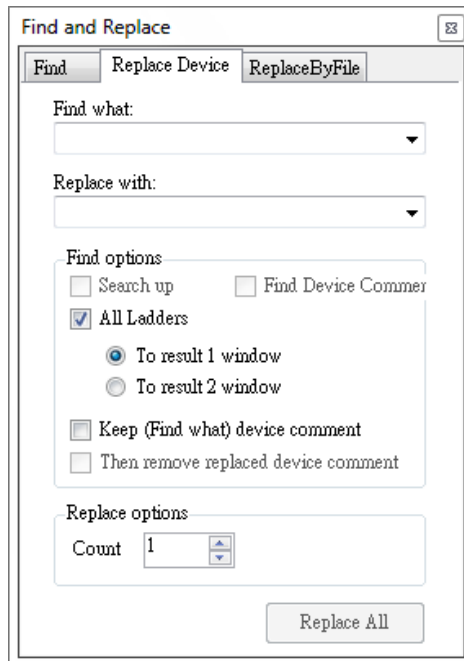 Find and Replace
Find Replace Device ReplaceByFile
Find what:
Replace with:
Find options
Search up Find Device Commen
All Ladders
To result 1 window
To result 2 window
Keep (Find what) device comment
Then remove replaced device comment
Replace options
Count 1
Replace All